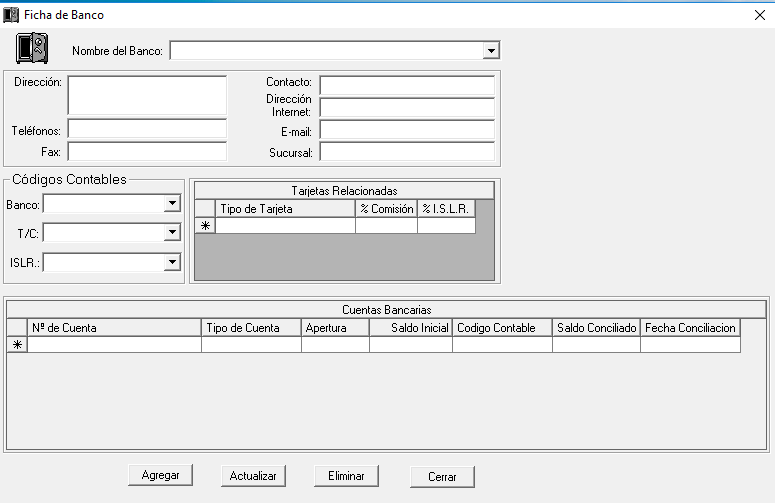 Ficha de Banco
Nombre del Banco:
Dirección:
Contacto:
Dirección
Internet:
Teléfonos:
E-mail:
Fax:
Sucursal:
Códigos Contables
Banco:
T/C:
ISLR.:
Tarjetas Relacionadas
Tipo de Tarjeta % Comisión % I.S.L.R.
Cuentas Bancarias
Nº de Cuenta Tipo de Cuenta Apertura Saldo Inicial Codigo Contable Saldo Conciliado Fecha Conciliacion
Agregar Actualizar Eliminar Cerrar